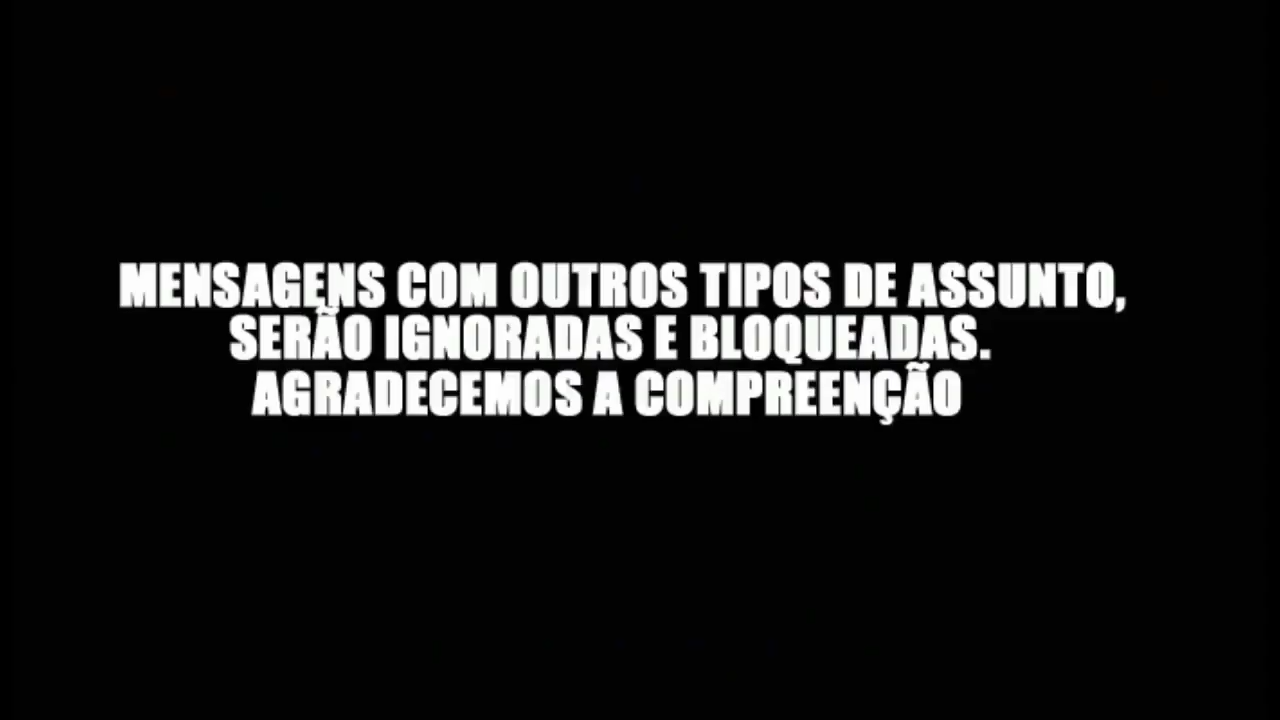 MENSAGENS COM OUTROS TIPOS DE ASSUNTO,
SERÃO IGNORADAS E BLOQUEADAS.
AGRADECEMOS A COMPREENÇÃO